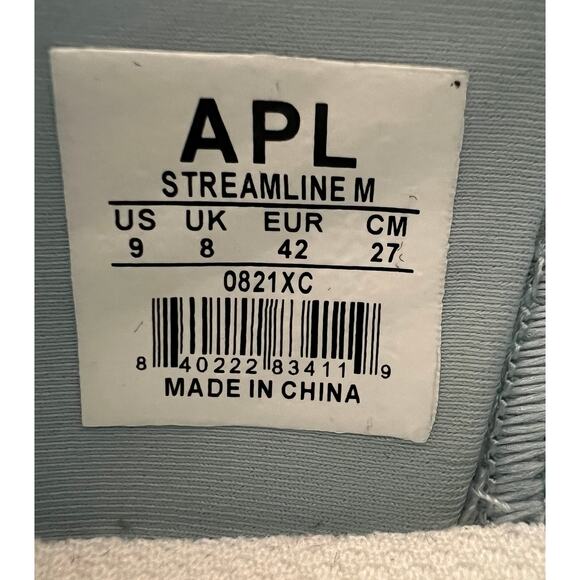 APL
STREAMLINE M
US UK EUR CM
9 8 42 27
0821XC
8 40222 83411 9
MADE IN CHINA